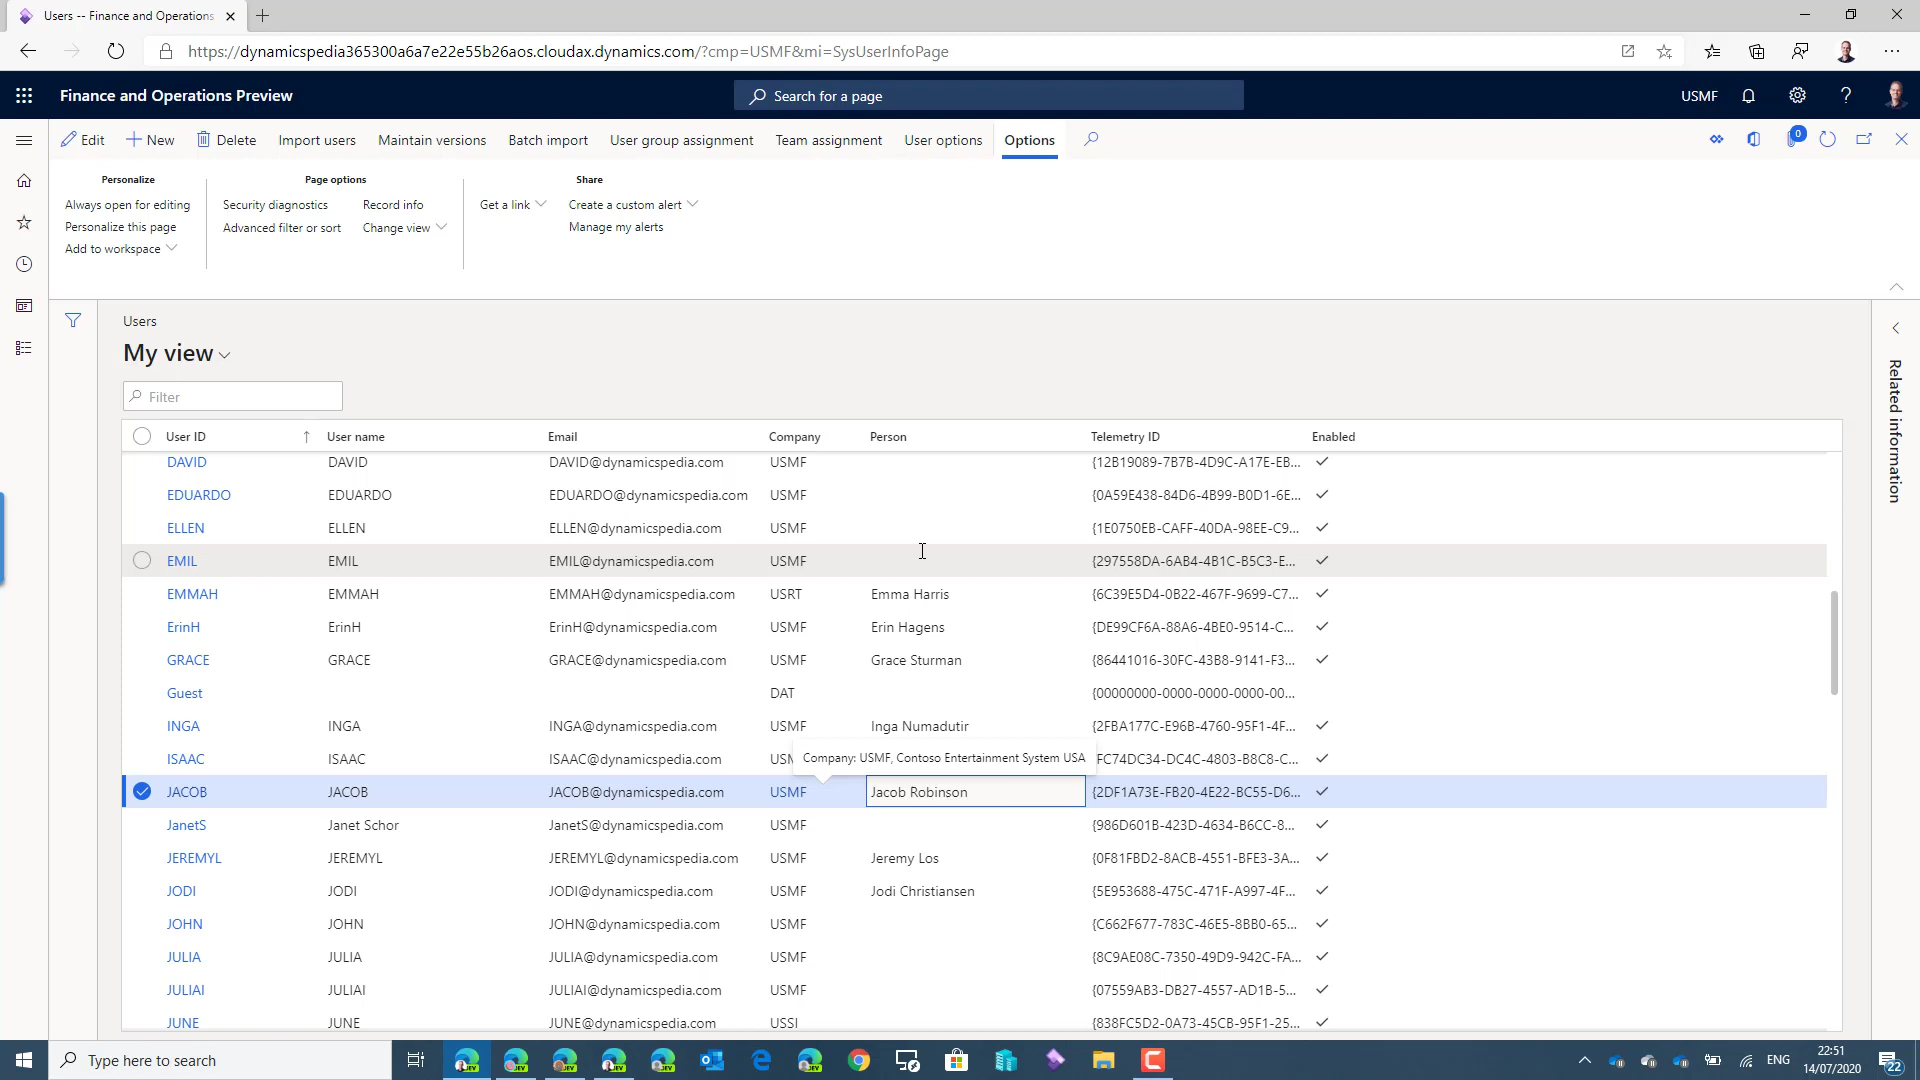 Users -- Finance and Operations
https://dynamicspedia365300a6a7e22e55b26aos.cloudax.dynamics.com/?cmp=USMF&mi=SysUserInfoPage
Finance and Operations Preview
Search for a page
USMF
Edit New Delete Import users Maintain versions Batch import User group assignment Team assignment User options Options
0
Personalize Page options Share
Always open for editing Security diagnostics Record info Get a link Create a custom alert
Personalize this page Advanced filter or sort Change view Manage my alerts
Add to workspace
Users
My view
Filter
Related information
User ID User name Email Company Person Telemetry ID Enabled
DAVID DAVID DAVID@dynamicspedia.com USMF {12B19089-7B7B-4D9C-A17E-EB...
EDUARDO EDUARDO EDUARDO@dynamicspedia.com USMF {0A59E438-84D6-4B99-B0D1-6E...
ELLEN ELLEN ELLEN@dynamicspedia.com USMF {1E0750EB-CAFF-40DA-98EE-C9...
EMIL EMIL EMIL@dynamicspedia.com USMF {297558DA-6AB4-4B1C-B5C3-E...
EMMAH EMMAH EMMAH@dynamicspedia.com USRT Emma Harris {6C39E5D4-0B22-467F-9699-C7...
ErinH ErinH ErinH@dynamicspedia.com USMF Erin Hagens {DE99CF6A-88A6-4BE0-9514-C...
GRACE GRACE GRACE@dynamicspedia.com USMF Grace Sturman {86441016-30FC-43B8-9141-F3...
Guest DAT {00000000-0000-0000-0000-00...
INGA INGA INGA@dynamicspedia.com USMF Inga Numadutir {2FBA177C-E96B-4760-95F1-4F...
ISAAC ISAAC ISAAC@dynamicspedia.com FC74DC34-DC4C-4803-B8C8-C...
Company: USMF, Contoso Entertainment System USA
JACOB JACOB JACOB@dynamicspedia.com USMF Jacob Robinson {2DF1A73E-FB20-4E22-BC55-D6...
JanetS Janet Schor JanetS@dynamicspedia.com USMF {986D601B-423D-4634-B6CC-8...
JEREMYL JEREMYL JEREMYL@dynamicspedia.com USMF Jeremy Los {0F81FBD2-8ACB-4551-BFE3-3A...
JODI JODI JODI@dynamicspedia.com USMF Jodi Christiansen {5E953688-475C-471F-A997-4F...
JOHN JOHN JOHN@dynamicspedia.com USMF {C662F677-783C-46E5-8BB0-65...
JULIA JULIA JULIA@dynamicspedia.com USMF {8C9AE08C-7350-49D9-942C-FA...
JULIAI JULIAI JULIAI@dynamicspedia.com USMF {07559AB3-DB27-4557-AD1B-5...
JUNE JUNE JUNE@dynamicspedia.com USSI {838FC5D2-0A73-45CB-95F1-25...
Type here to search
DEV DEV DEV DEV DEV DEV
ENG
22:51
14/07/2020
22